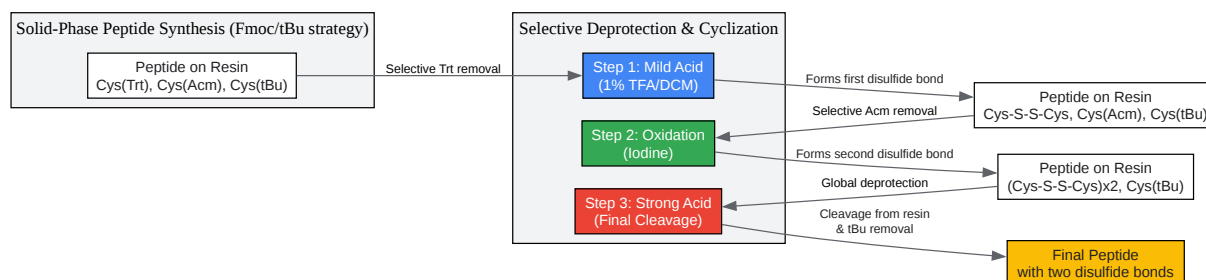 Solid-Phase Peptide Synthesis (Fmoc/tBu strategy)
Peptide on Resin
Cys(Trt), Cys(Acm), Cys(tBu)
Selective Trt removal
Selective Deprotection & Cyclization
Step 1: Mild Acid
(1% TFA/DCM)
Forms first disulfide bond
Peptide on Resin
Cys-S-S-Cys, Cys(Acm), Cys(tBu)
Selective Acm removal
Step 2: Oxidation
(Iodine)
Forms second disulfide bond
Peptide on Resin
(Cys-S-S-Cys)x2, Cys(tBu)
Global deprotection
Step 3: Strong Acid
(Final Cleavage)
Cleavage from resin
& tBu removal
Final Peptide
with two disulfide bonds